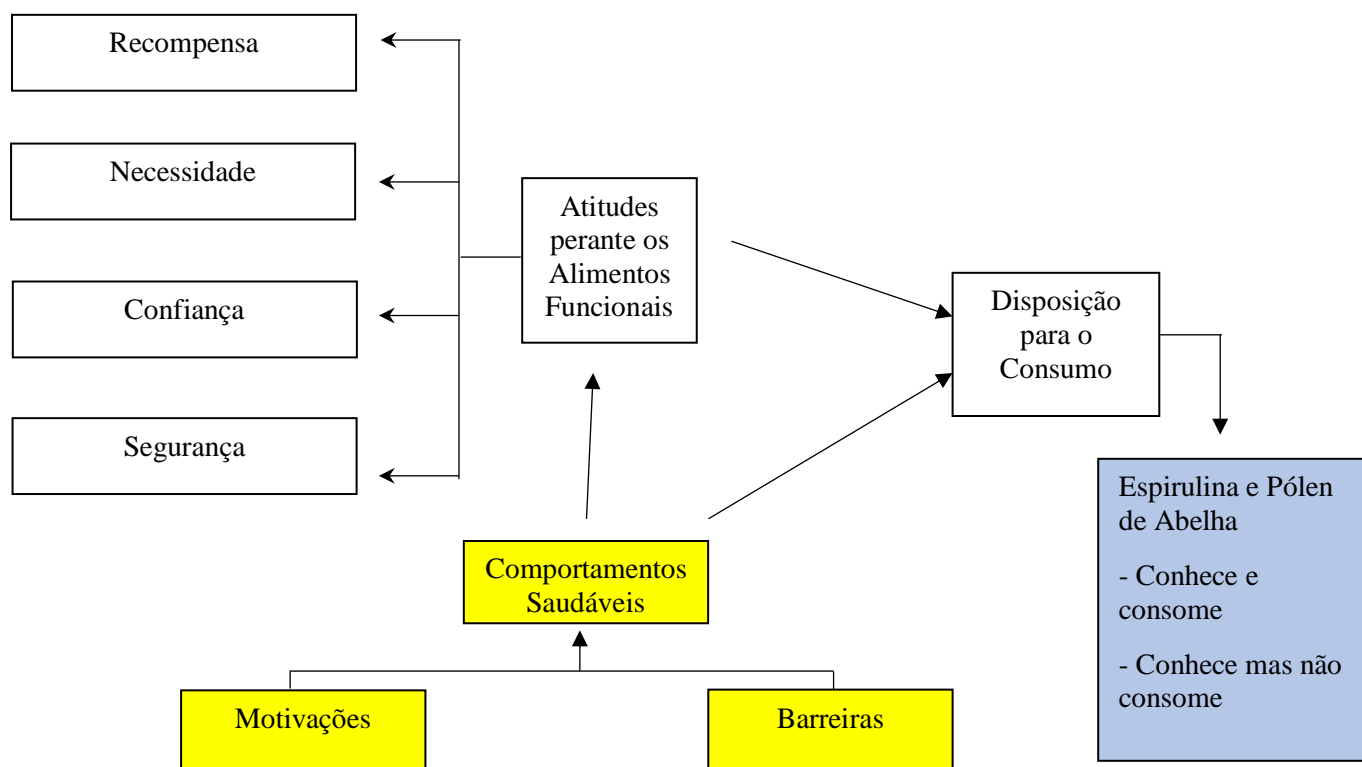 Recompensa
Necessidade
Confiança
Segurança
Atitudes
perante os
Alimentos
Funcionais
Disposição
para o
Consumo
Comportamentos
Saudáveis
Motivações
Barreiras
Espirulina e Pólen
de Abelha
- Conhece e
consome
- Conhece mas não
consome